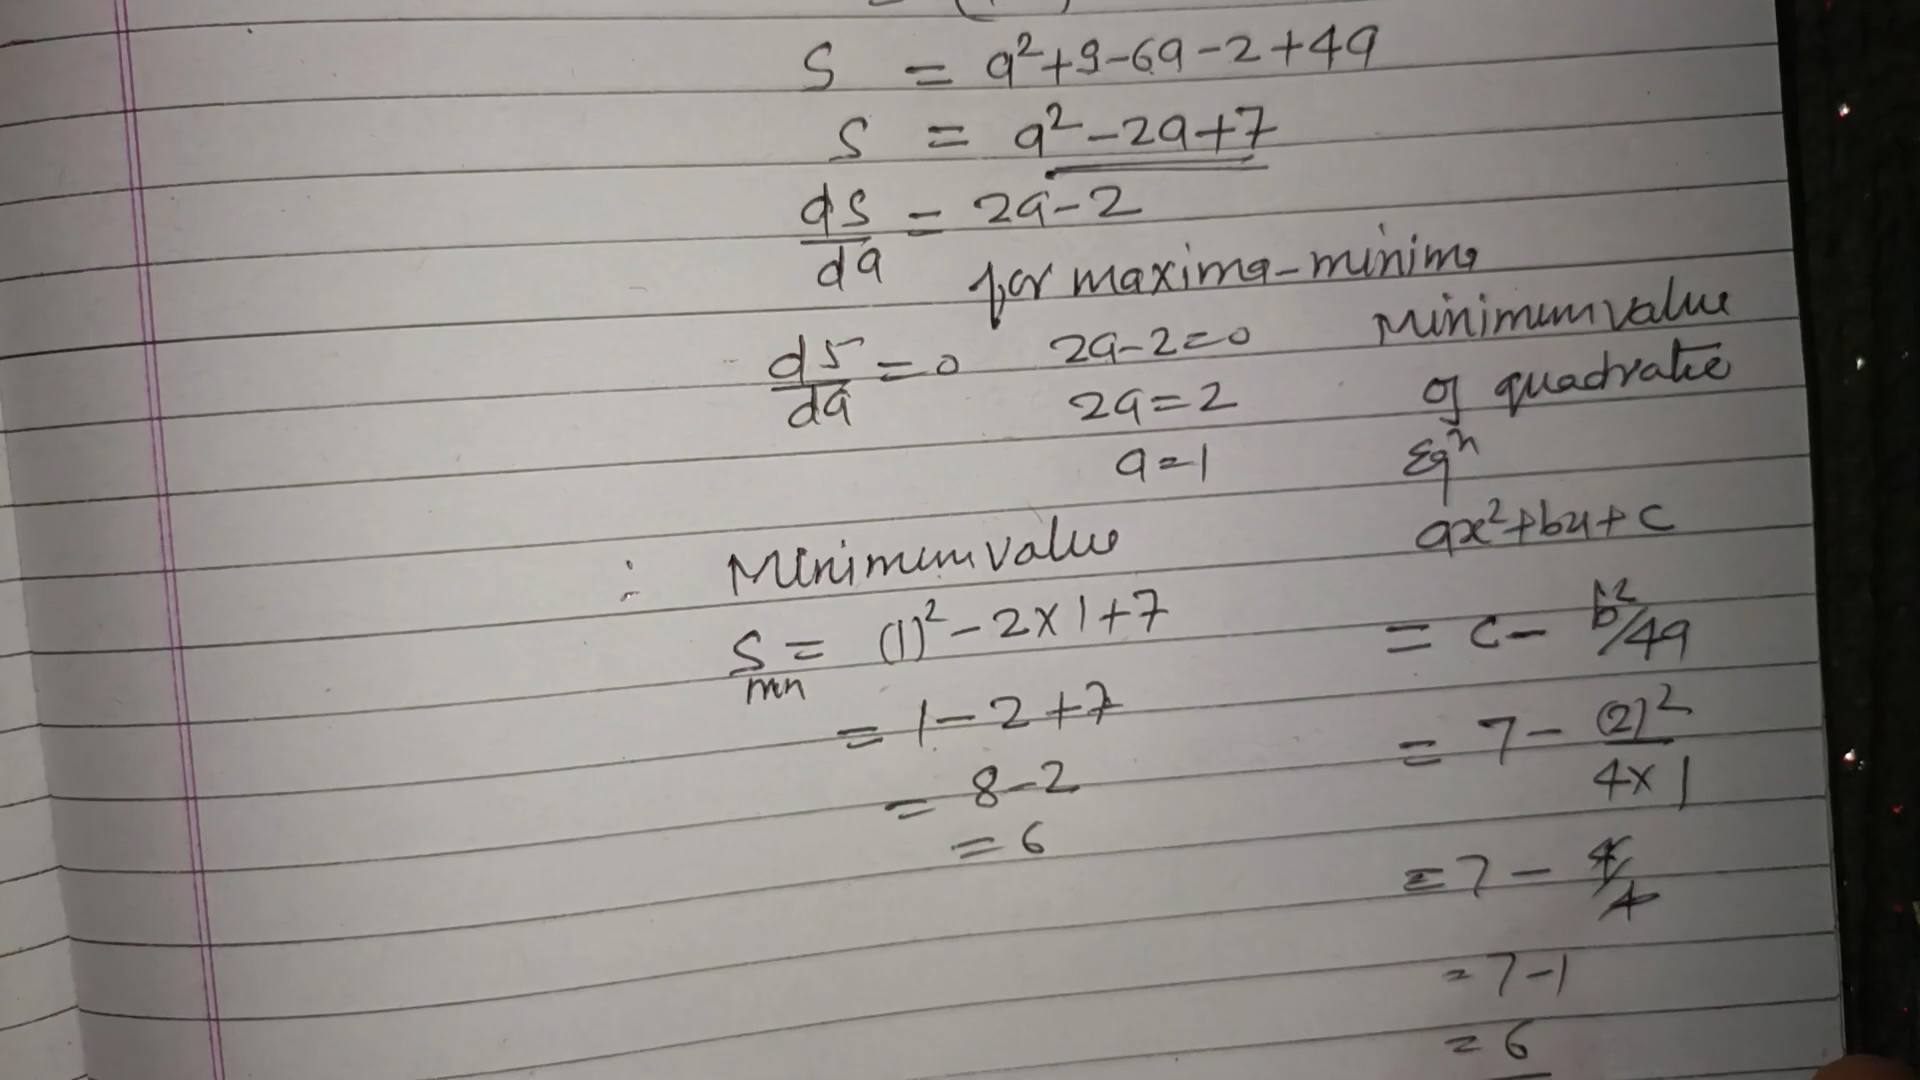 S = a²+9-6a-2+4a
S = a²-2a+7
dS/da = 2a-2
for maxima-minima
dS/da = 0 2a-2=0
2a=2
a=1
: Minimum value
S min = (1)²-2×1+7
= 1-2+7
= 8-2
= 6
Minimum value
of quadratic
Eqⁿ
ax²+bx+c
= c- b²/4a
= 7- (2)²/4×1
= 7- 4/4
= 7-1
= 6